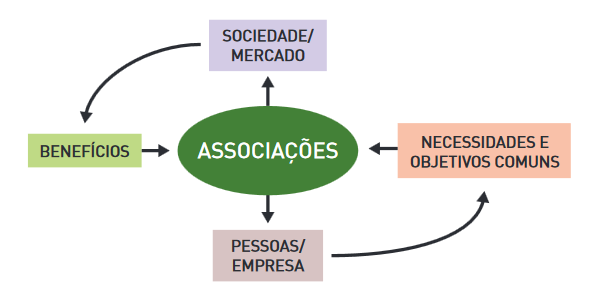 SOCIEDADE/
MERCADO
BENEFÍCIOS
ASSOCIAÇÕES
NECESSIDADES E
OBJETIVOS COMUNS
PESSOAS/
EMPRESA